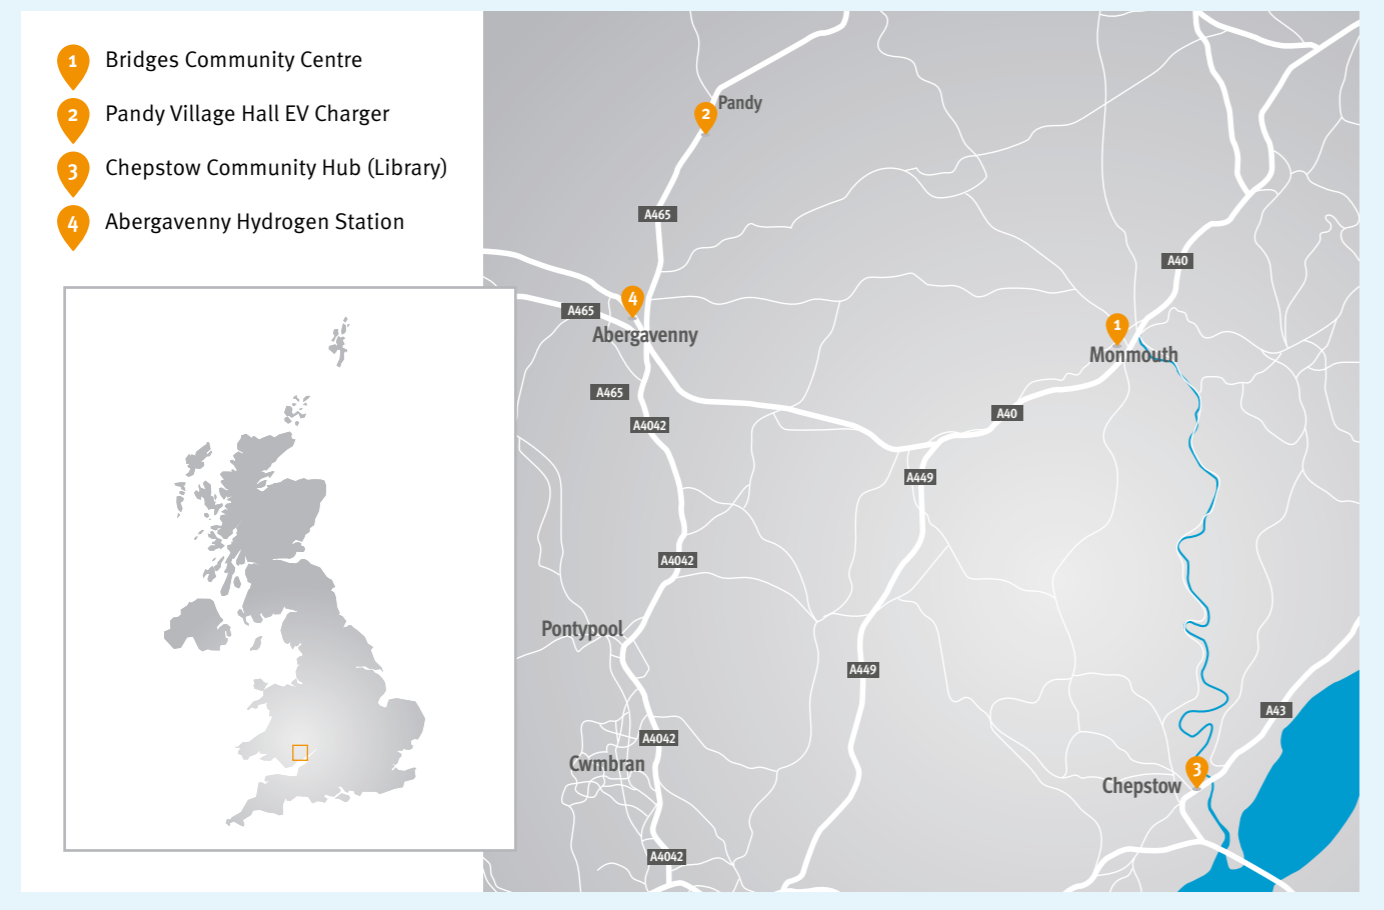 1 Bridges Community Centre
2 Pandy Village Hall EV Charger
3 Chepstow Community Hub (Library)
4 Abergavenny Hydrogen Station
Pandy
2
A465
A40
4
A465
Abergavenny
1
Monmouth
A465
A4042
A40
A449
A4042
Pontypool
A449
A43
A4042
Cwmbran
3
Chepstow
A4042